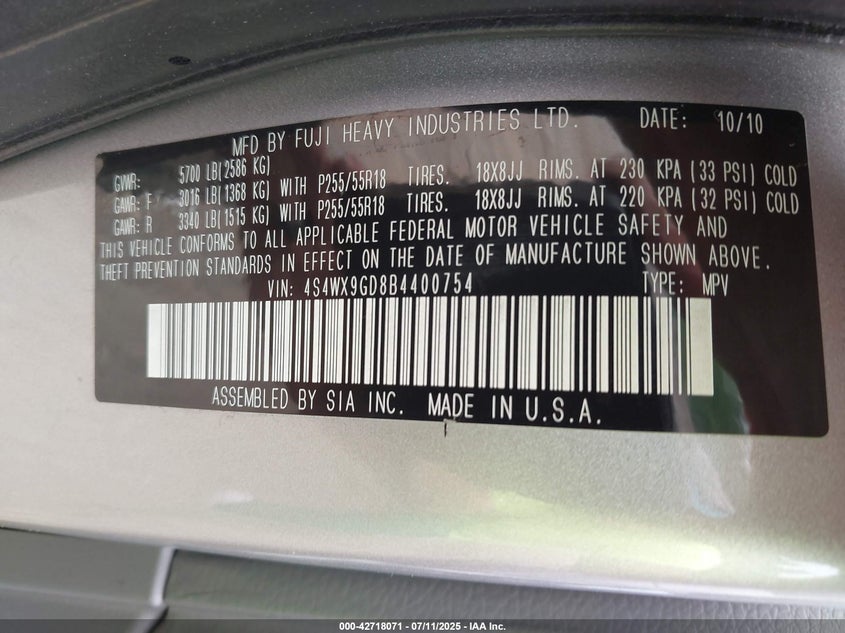 MFD BY FUJI HEAVY INDUSTRIES LTD. DATE: 10/10
GVWR: 5700 LB(2586 KG)
GAWR: F 3016 LB(1368 KG) WITH P255/55R18 TIRES. 18X8JJ RIMS. AT 230 KPA (33 PSI) COLD
GAWR: R 3340 LB(1515 KG) WITH P255/55R18 TIRES. 18X8JJ RIMS. AT 220 KPA (32 PSI) COLD
THIS VEHICLE CONFORMS TO ALL APPLICABLE FEDERAL MOTOR VEHICLE SAFETY AND
THEFT PREVENTION STANDARDS IN EFFECT ON THE DATE OF MANUFACTURE SHOWN ABOVE.
VIN: 4S4WX9GD8B4400754 TYPE: MPV
ASSEMBLED BY SIA INC. MADE IN U.S.A.
000-42718071 - 07/11/2025 - IAA Inc.